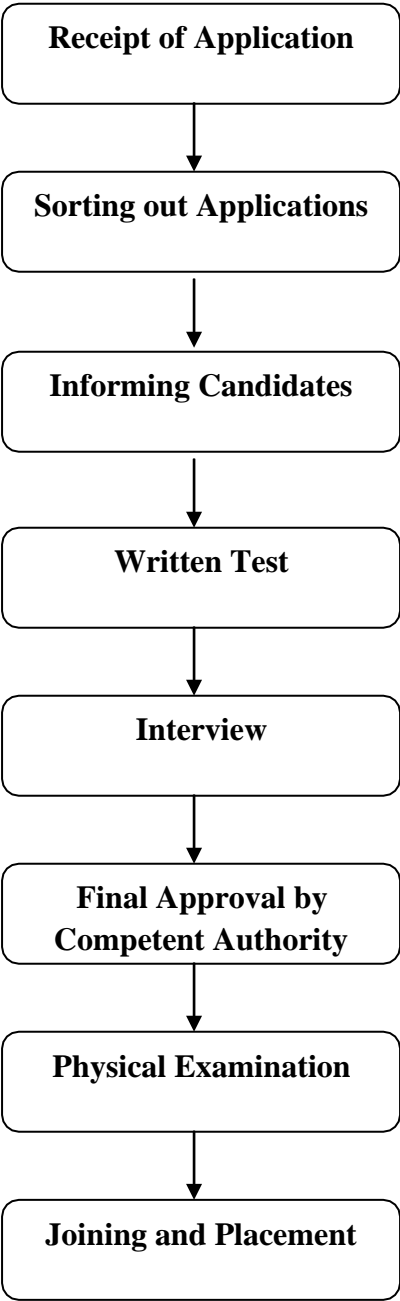 Receipt of Application
Sorting out Applications
Informing Candidates
Written Test
Interview
Final Approval by
Competent Authority
Physical Examination
Joining and Placement